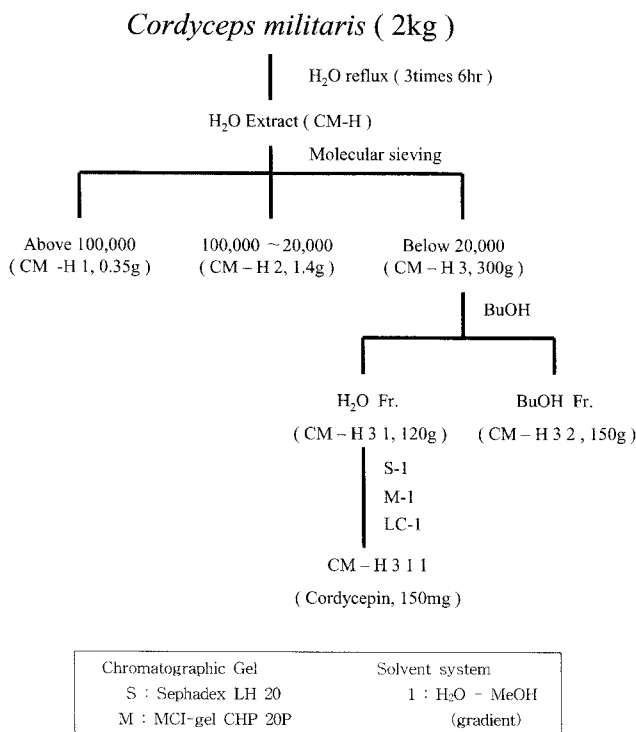 Cordyceps militaris ( 2kg )
H₂O reflux ( 3times 6hr )
H₂O Extract ( CM-H )
Molecular sieving
Above 100,000
( CM -H 1, 0.35g )
100,000 ~ 20,000
( CM – H 2, 1.4g )
Below 20,000
( CM – H 3, 300g )
BuOH
H₂O Fr.
( CM – H 3 1, 120g )
BuOH Fr.
( CM – H 3 2 , 150g )
S-1
M-1
LC-1
CM – H 3 1 1
( Cordycepin, 150mg )
Chromatographic Gel
S : Sephadex LH 20
M : MCI-gel CHP 20P
Solvent system
1 : H₂O - MeOH
(gradient)